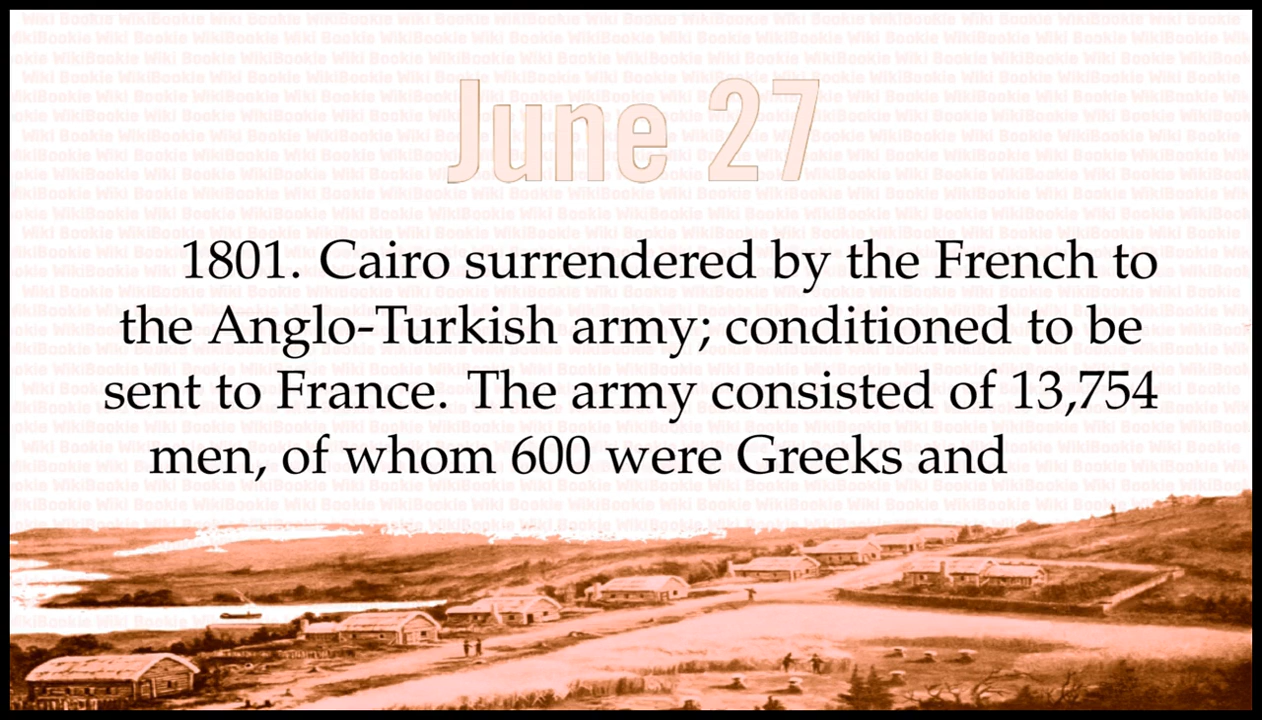 June 27
1801. Cairo surrendered by the French to
the Anglo-Turkish army; conditioned to be
sent to France. The army consisted of 13,754
men, of whom 600 were Greeks and